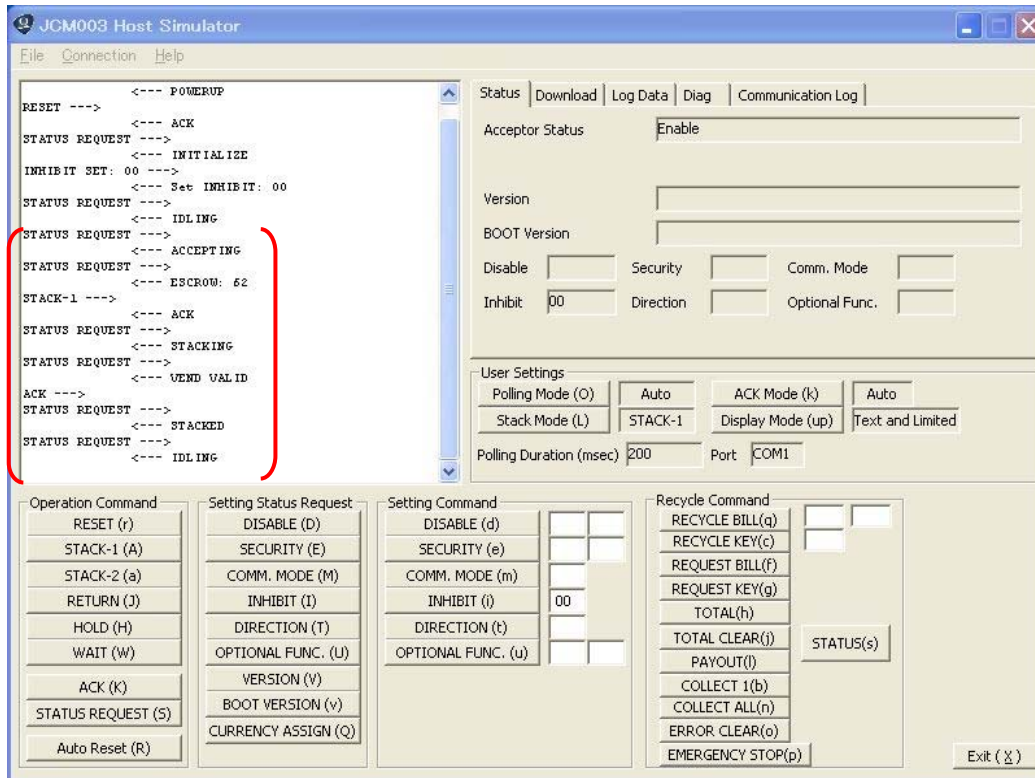 JCM003 Host Simulator
File Connection Help
<--- POWERUP
RESET --->
<--- ACK
STATUS REQUEST --->
<--- INITIALIZE
INHIBIT SET: 00 --->
<--- Set INHIBIT: 00
STATUS REQUEST --->
<--- IDLING
STATUS REQUEST --->
<--- ACCEPTING
STATUS REQUEST --->
<--- ESCROW: 62
STACK-1 --->
<--- ACK
STATUS REQUEST --->
<--- STACKING
STATUS REQUEST --->
<--- VEND VALID
ACK --->
STATUS REQUEST --->
<--- STACKED
STATUS REQUEST --->
<--- IDLING
Status Download Log Data Diag Communication Log
Acceptor Status Enable
Version
BOOT Version
Disable Security Comm. Mode
Inhibit 00 Direction Optional Func.
User Settings
Polling Mode (O) Auto ACK Mode (k) Auto
Stack Mode (L) STACK-1 Display Mode (up) Text and Limited
Polling Duration (msec) 200 Port COM1
Operation Command
RESET (r)
STACK-1 (A)
STACK-2 (a)
RETURN (J)
HOLD (H)
WAIT (W)
ACK (K)
STATUS REQUEST (S)
Auto Reset (R)
Setting Status Request
DISABLE (D)
SECURITY (E)
COMM. MODE (M)
INHIBIT (I)
DIRECTION (T)
OPTIONAL FUNC. (U)
VERSION (V)
BOOT VERSION (v)
CURRENCY ASSIGN (Q)
Setting Command
DISABLE (d)
SECURITY (e)
COMM. MODE (m)
INHIBIT (i) 00
DIRECTION (t)
OPTIONAL FUNC. (u)
Recycle Command
RECYCLE BILL(q)
RECYCLE KEY(c)
REQUEST BILL(f)
REQUEST KEY(g)
TOTAL(h)
TOTAL CLEAR(j)
PAYOUT(l)
COLLECT 1(b)
COLLECT ALL(n)
ERROR CLEAR(o)
EMERGENCY STOP(p)
STATUS(s)
Exit ( X )